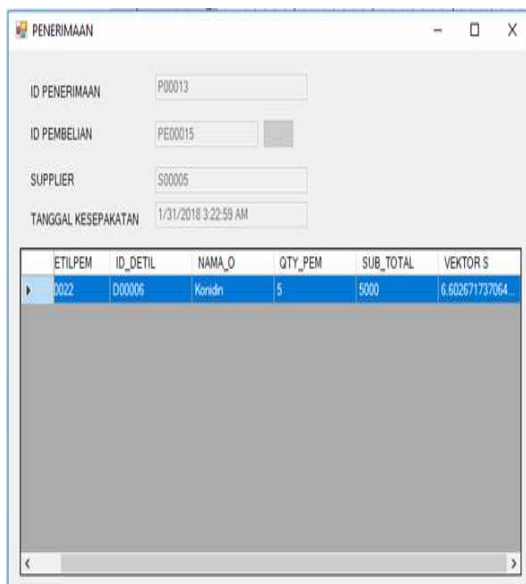 PENERIMAAN
ID PENERIMAAN P00013
ID PEMBELIAN PE00015
SUPPLIER S00005
TANGGAL KESEPAKATAN 1/31/2018 3:22:59 AM
ETILPEM ID_DETIL NAMA_O QTY_PEM SUB_TOTAL VEKTOR S
0022 D00006 Konidin 5 5000 6.602671737064...